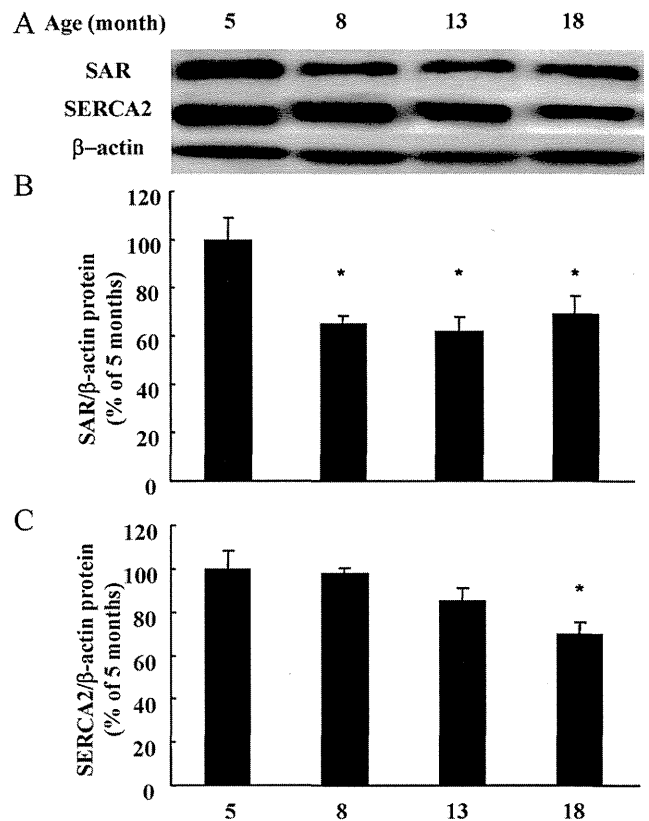 A Age (month) 5 8 13 18
SAR
SERCA2
β–actin
B
120
100
80
60
40
20
0
SAR/β-actin protein
(% of 5 months)
* * *
C
120
100
80
60
40
20
0
SERCA2/β-actin protein
(% of 5 months)
*
5 8 13 18